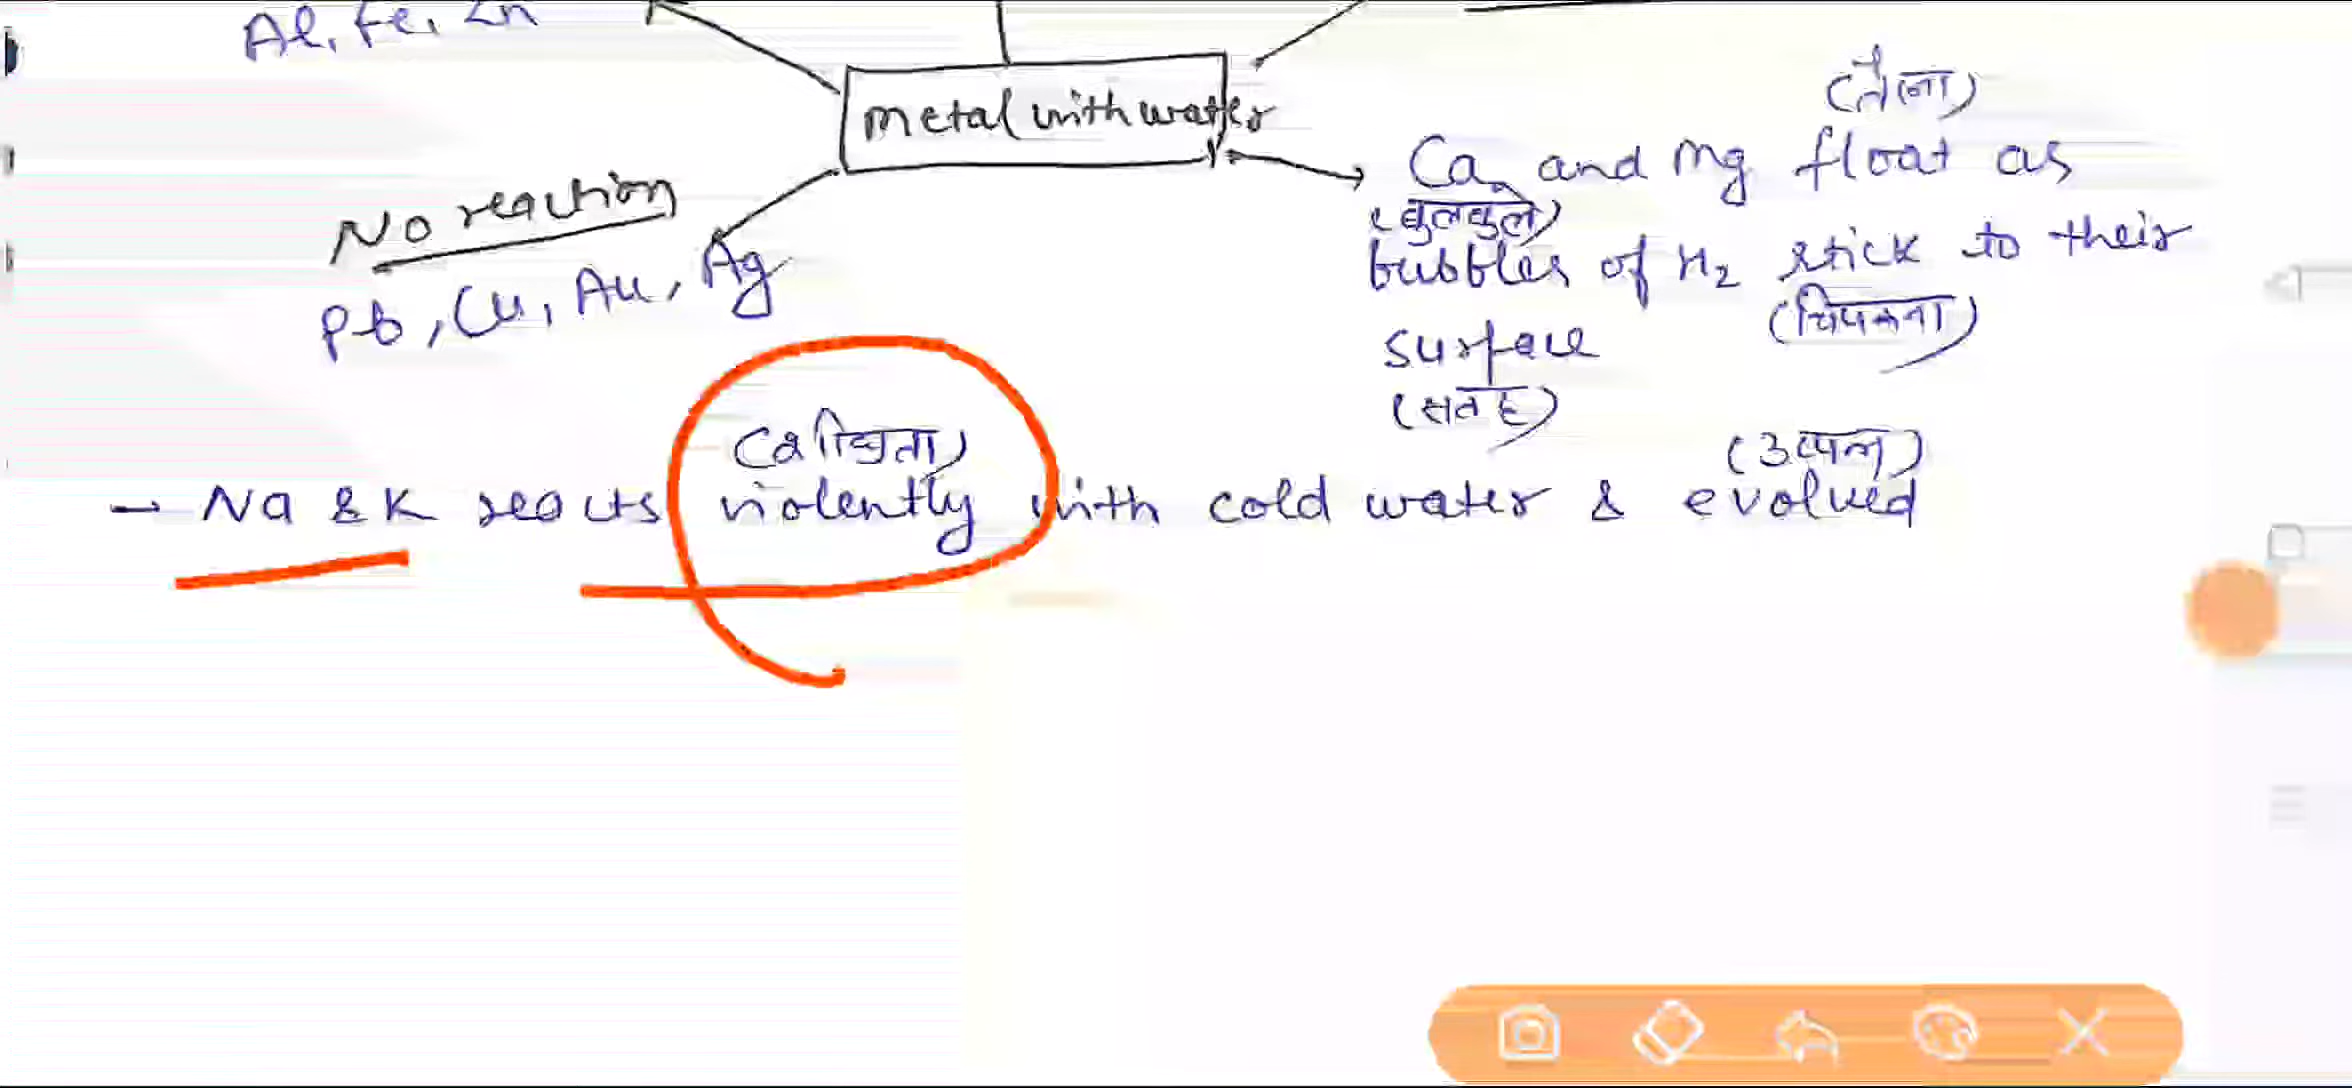 Al, Fe, Zn
metal with water
No reaction
Pb, Cu, Au, Ag
(तैरना)
Ca and Mg float as
(बुलबुले)
bubbles of H₂ stick to their
(चिपकना)
surface
(सतह)
(उत्पन्न)
→ Na & K reacts violently with cold water & evolved